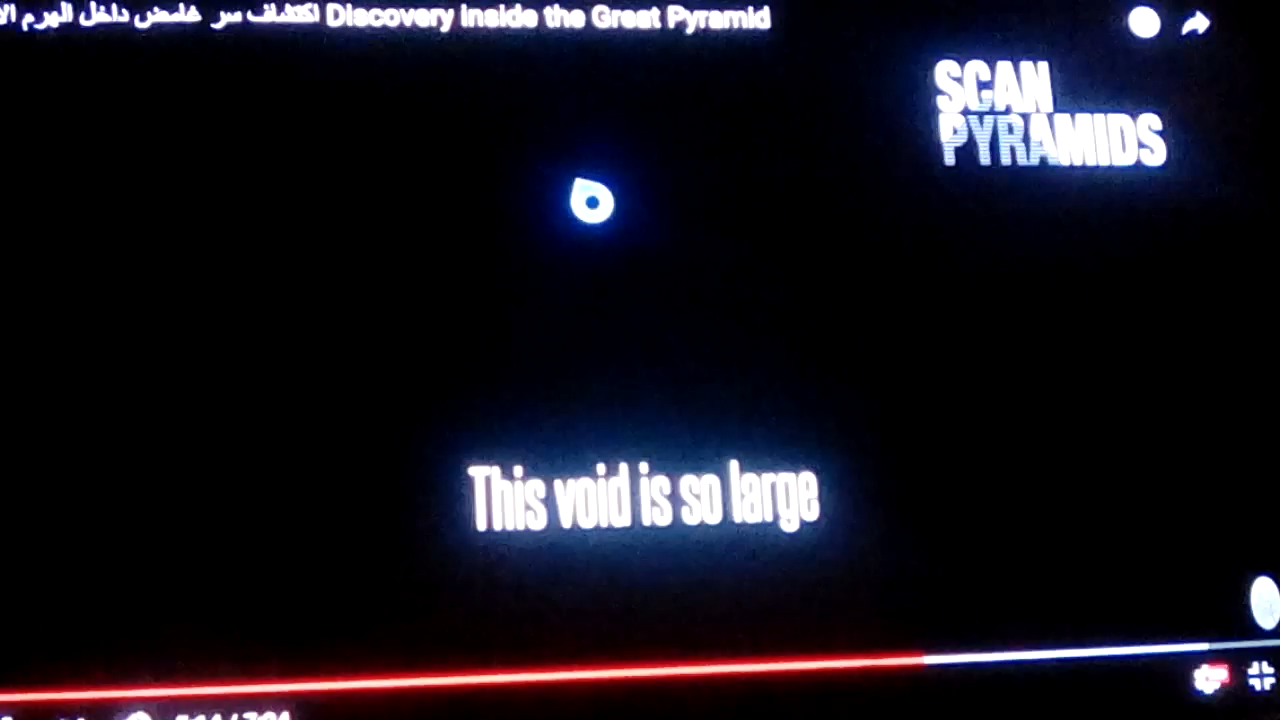 اكتشاف سر غامض داخل الهرم Discovery Inside the Great Pyramid
SCAN
PYRAMIDS
This void is so large